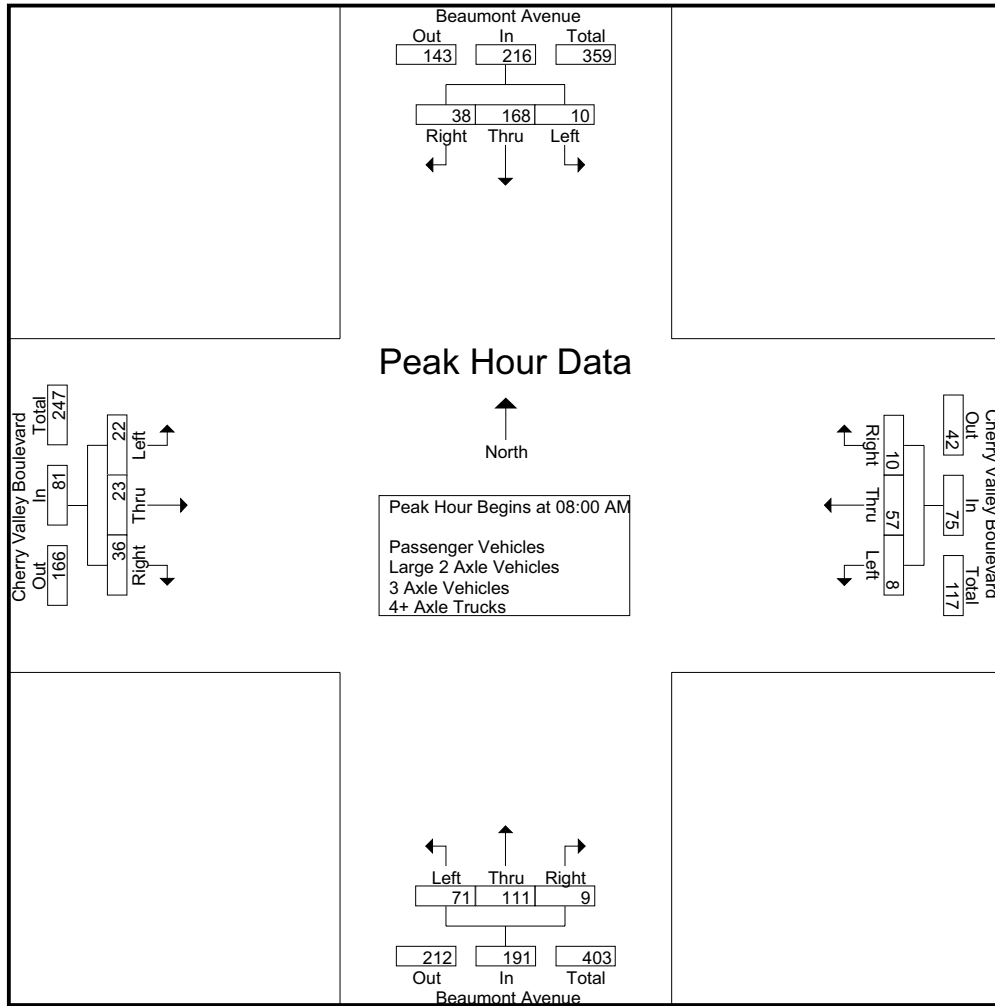 Beaumont Avenue
Out In Total
143 216 359
38 168 10
Right Thru Left
Peak Hour Data
North
Peak Hour Begins at 08:00 AM
Passenger Vehicles
Large 2 Axle Vehicles
3 Axle Vehicles
4+ Axle Trucks
Cherry Valley Boulevard
Out In Total
166 81 247
36 23 22
Right Thru Left
Cherry Valley Boulevard
Out In Total
42 75 117
10 57 8
Right Thru Left
Left Thru Right
71 111 9
212 191 403
Out In Total
Beaumont Avenue